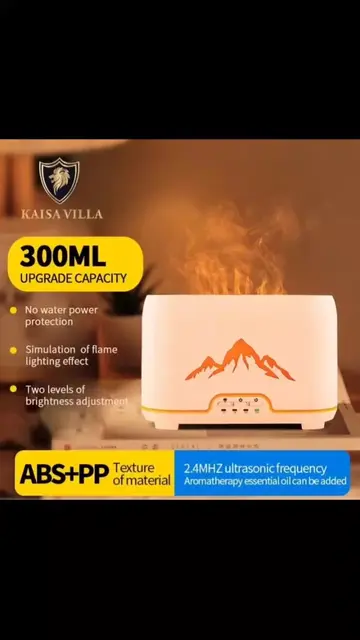 KAISA VILLA
300ML
UPGRADE CAPACITY
No water power
protection
Simulation of flame
lighting effect
Two levels of
brightness adjustment
ABS+PP
Texture
of material
2.4MHZ ultrasonic frequency
Aromatherapy essential oil can be added